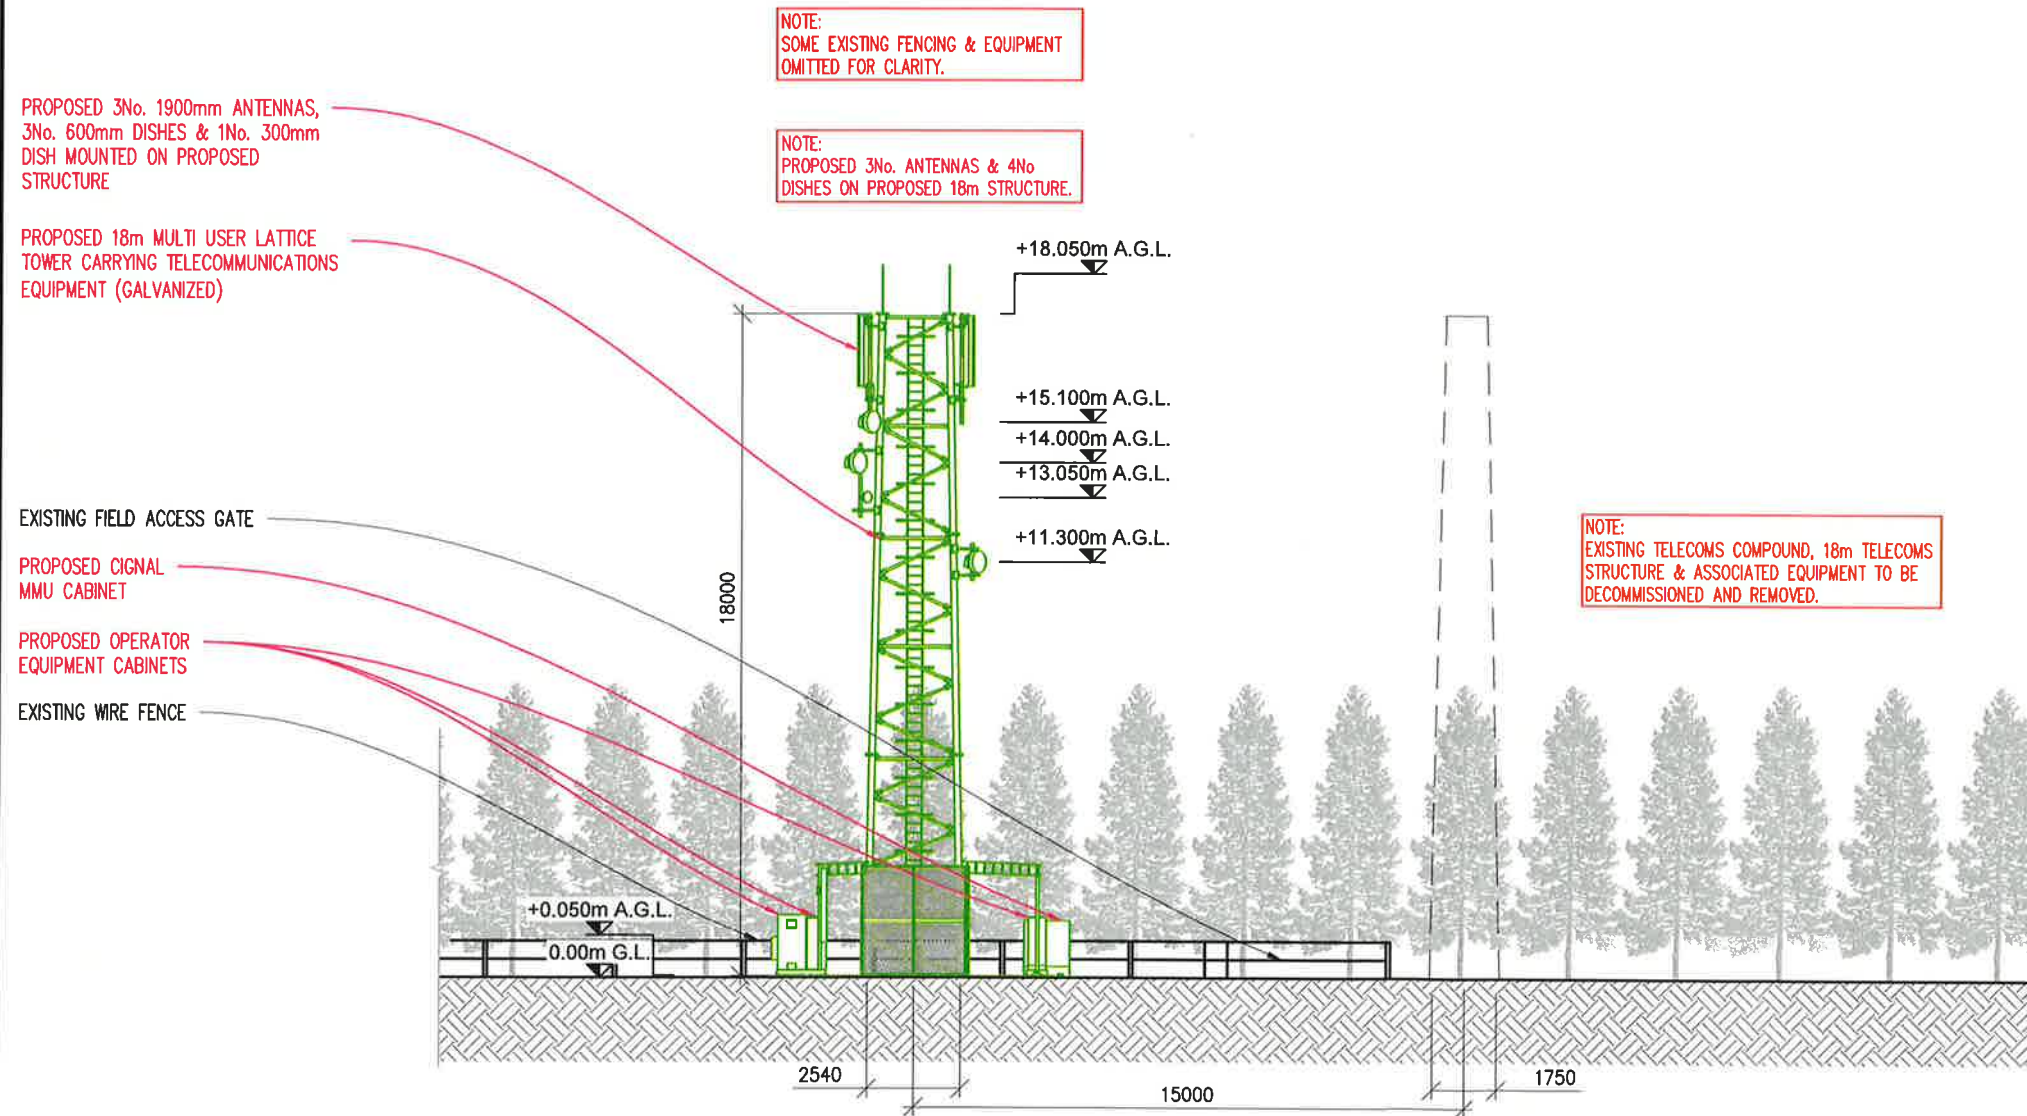 NOTE:
SOME EXISTING FENCING & EQUIPMENT
OMITTED FOR CLARITY.
PROPOSED 3No. 1900mm ANTENNAS,
3No. 600mm DISHES & 1No. 300mm
DISH MOUNTED ON PROPOSED
STRUCTURE
NOTE:
PROPOSED 3No. ANTENNAS & 4No
DISHES ON PROPOSED 18m STRUCTURE.
PROPOSED 18m MULTI USER LATTICE
TOWER CARRYING TELECOMMUNICATIONS
EQUIPMENT (GALVANIZED)
+18.050m A.G.L.
+15.100m A.G.L.
+14.000m A.G.L.
+13.050m A.G.L.
+11.300m A.G.L.
18000
EXISTING FIELD ACCESS GATE
PROPOSED CIGNAL
MMU CABINET
PROPOSED OPERATOR
EQUIPMENT CABINETS
EXISTING WIRE FENCE
NOTE:
EXISTING TELECOMS COMPOUND, 18m TELECOMS
STRUCTURE & ASSOCIATED EQUIPMENT TO BE
DECOMMISSIONED AND REMOVED.
+0.050m A.G.L.
0.00m G.L.
2540
15000
1750